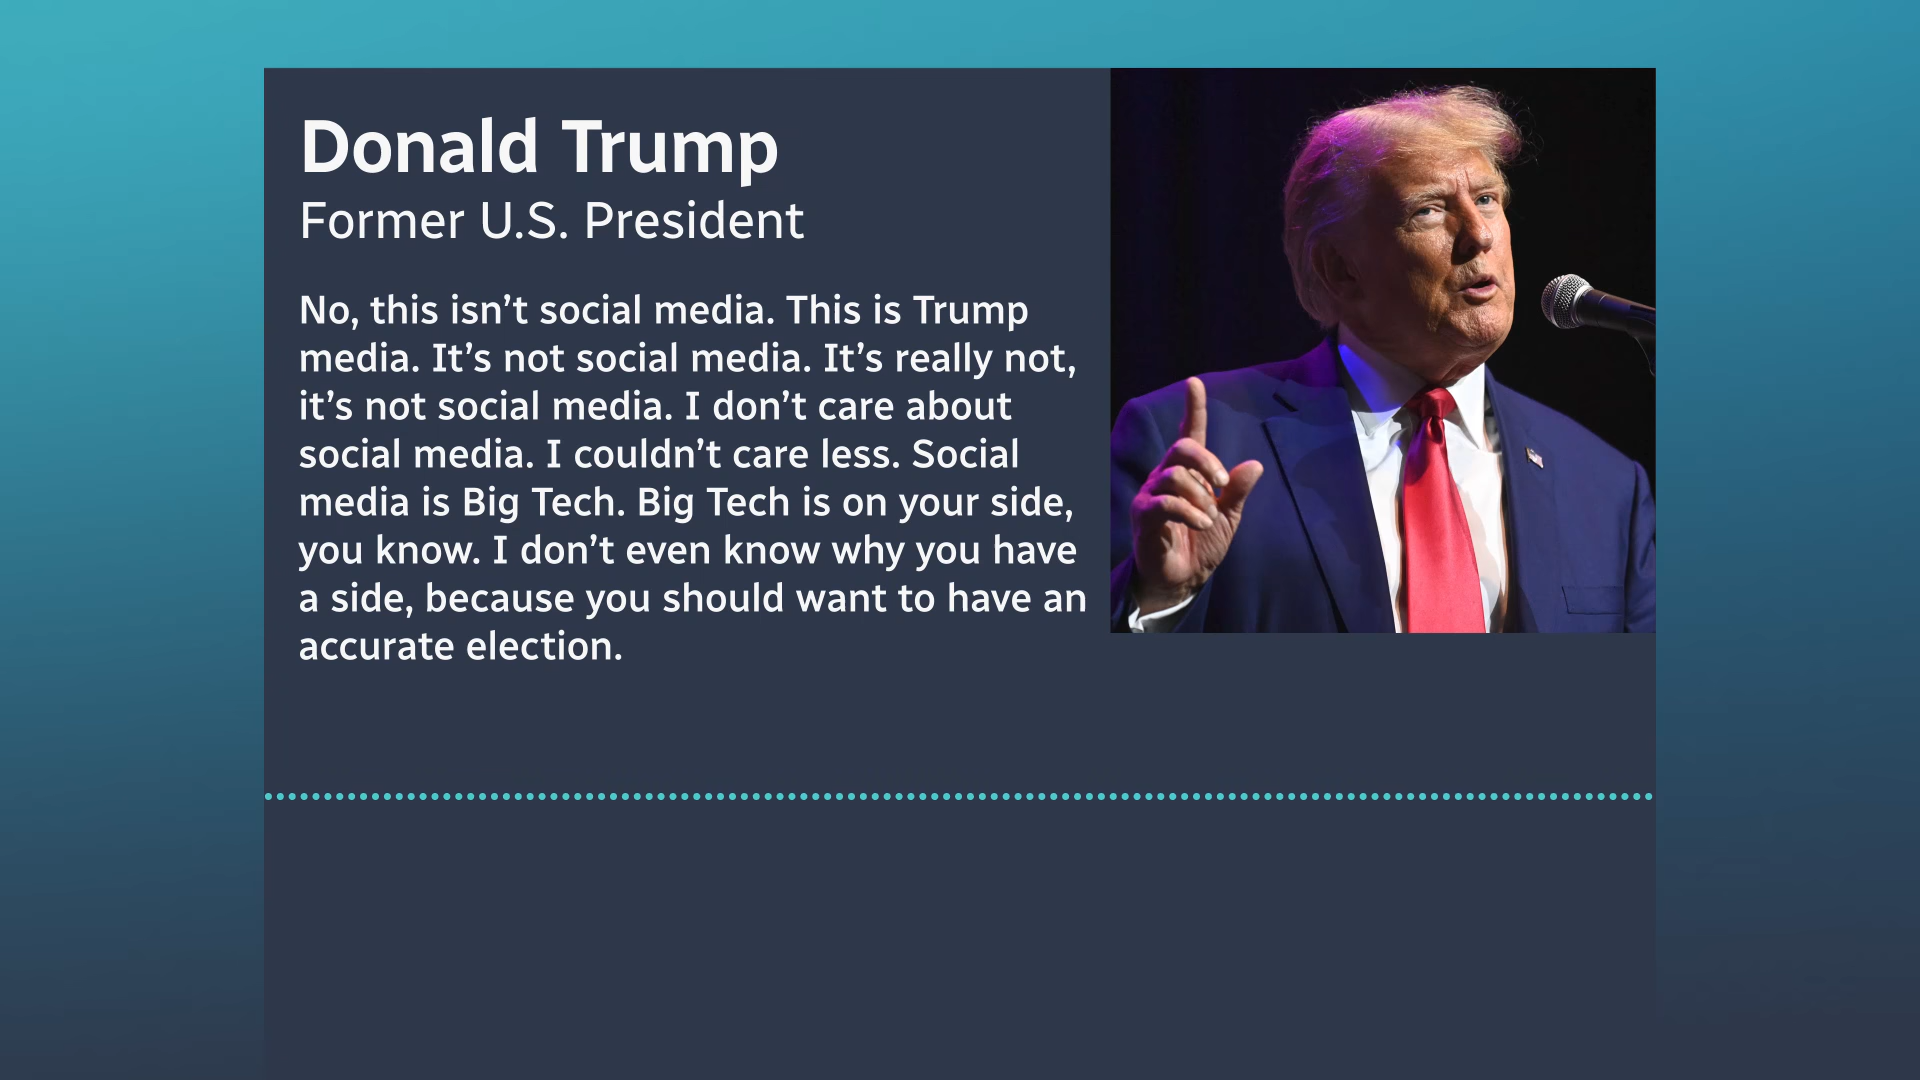 Donald Trump
Former U.S. President
No, this isn’t social media. This is Trump
media. It’s not social media. It’s really not,
it’s not social media. I don’t care about
social media. I couldn’t care less. Social
media is Big Tech. Big Tech is on your side,
you know. I don’t even know why you have
a side, because you should want to have an
accurate election.